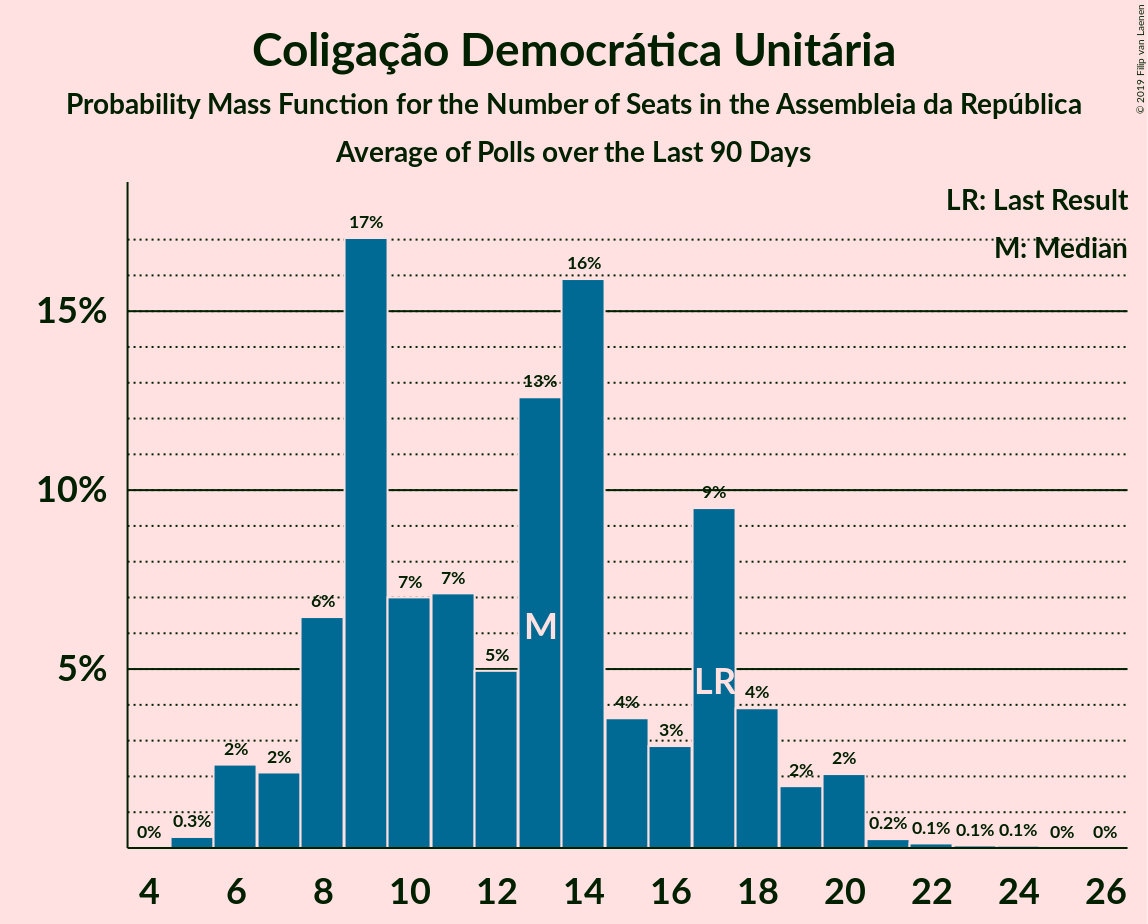 Coligação Democrática Unitária
Probability Mass Function for the Number of Seats in the Assembleia da República
Average of Polls over the Last 90 Days
© 2019 Filip van Laenen
LR: Last Result
M: Median
15%
10%
5%
0%
0.3%
2%
2%
6%
17%
7%
7%
5%
13%
16%
4%
3%
9%
4%
2%
2%
0.2%
0.1%
0.1%
0.1%
0%
0%
M
LR
4 6 8 10 12 14 16 18 20 22 24 26